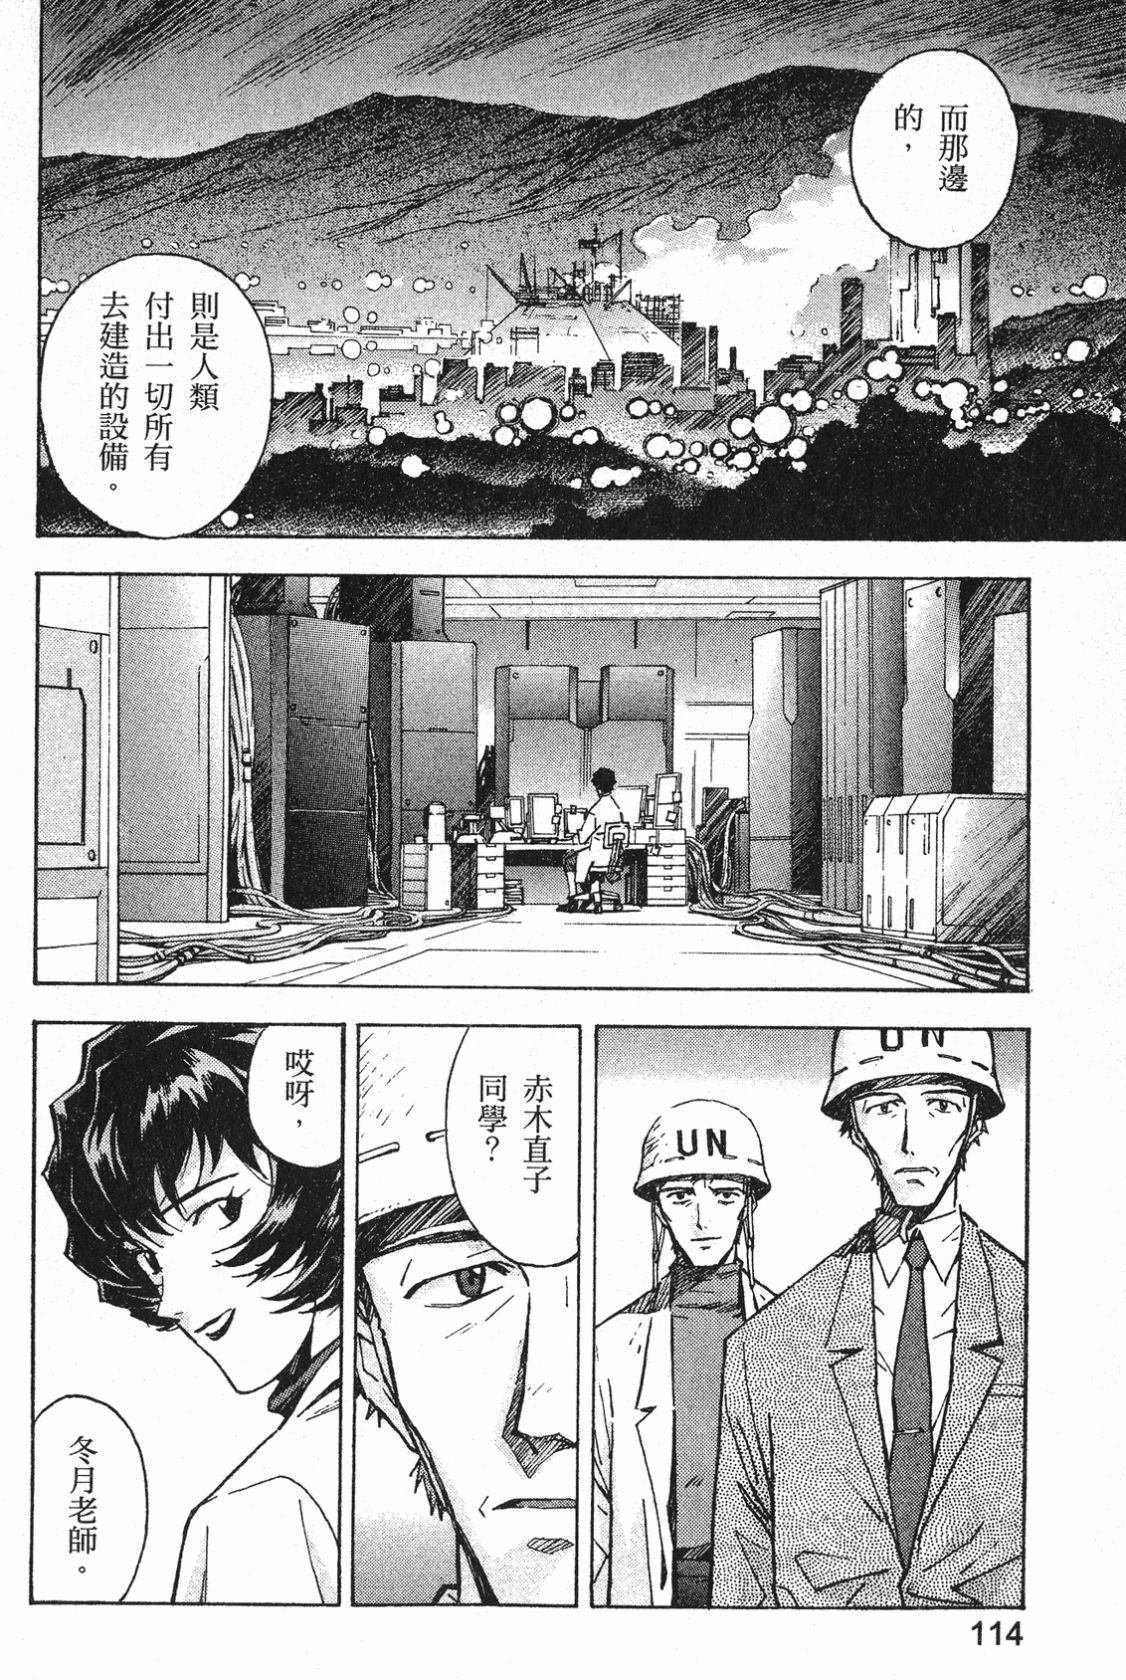 而那邊
的，
則是人類
付出一切所有
去建造的設備。
UN
UN
赤木直子
同學？
哎呀，
冬月老師。
114